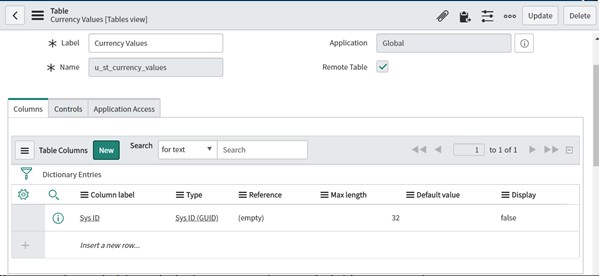 Table
Currency Values [Tables view]
Update
Delete
Label
Currency Values
Application
Global
Name
u_st_currency_values
Remote Table
Columns
Controls
Application Access
Table Columns
New
Search
for text
Search
1
to 1 of 1
Dictionary Entries
Column label
Type
Reference
Max length
Default value
Display
Sys ID
Sys ID (GUID)
(empty)
32
false
Insert a new row...